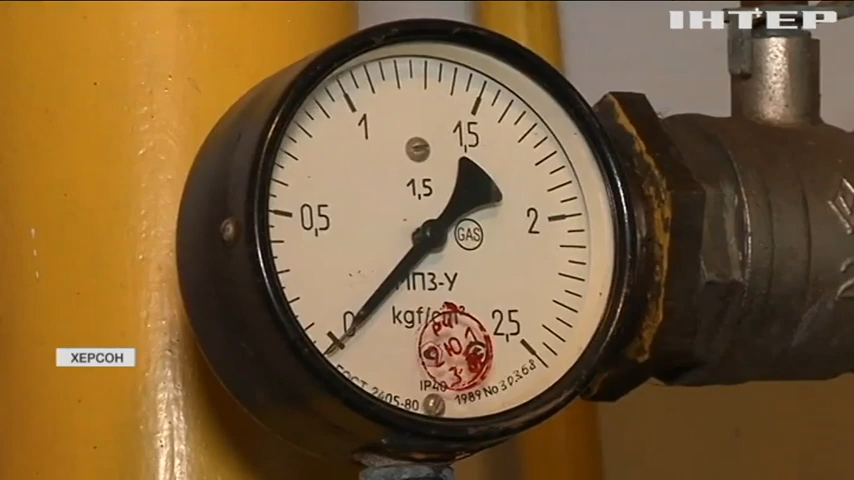 ІНТЕР
1 1,5
1,5
0,5 2
GAS
МПЗ-У
0 kgf/cm² 2,5
ХЕРСОН
IP40
ГОСТ 2405-80 1989 No 30368